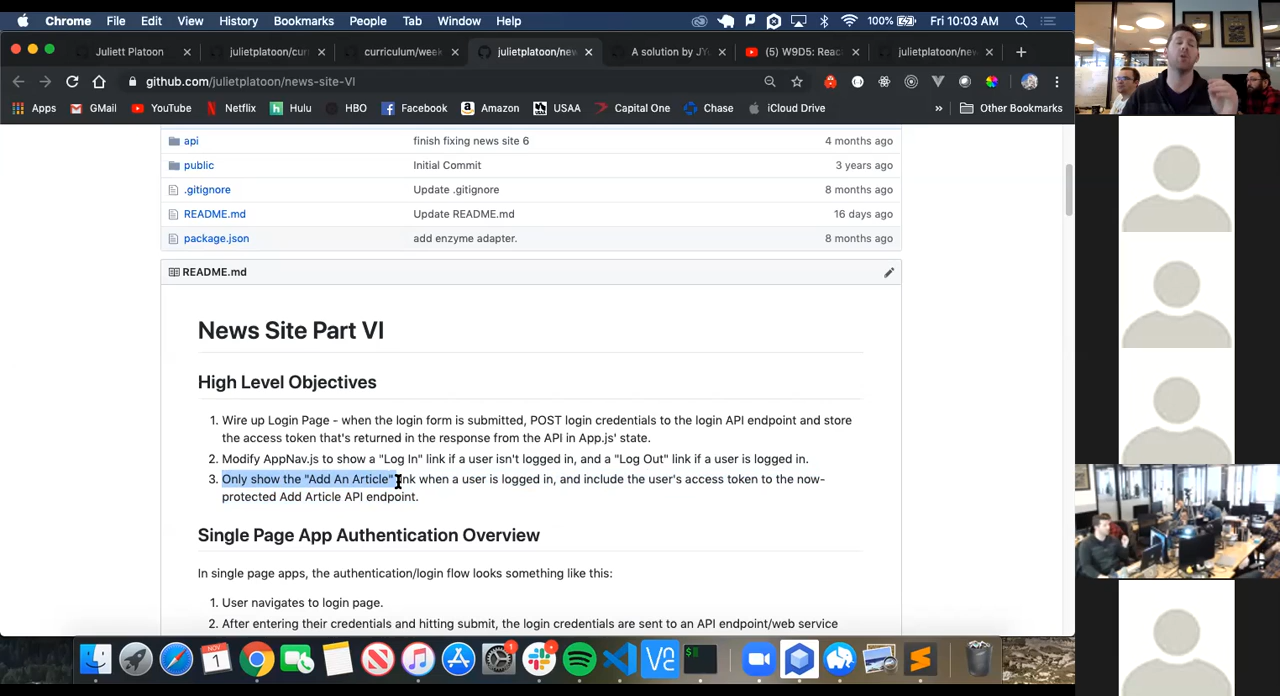 Chrome File Edit View History Bookmarks People Tab Window Help 100% Fri 10:03 AM
Juliett Platoon
julietplatoon/cur
curriculum/week
julietplatoon/new
A solution by JY
(5) W9D5: Reac
julietplatoon/new
github.com/julietplatoon/news-site-VI
Apps GMail YouTube Netflix Hulu HBO Facebook Amazon USAA Capital One Chase iCloud Drive » Other Bookmarks
api finish fixing news site 6 4 months ago
public Initial Commit 3 years ago
.gitignore Update .gitignore 8 months ago
README.md Update README.md 16 days ago
package.json add enzyme adapter. 8 months ago
README.md
News Site Part VI
High Level Objectives
1. Wire up Login Page - when the login form is submitted, POST login credentials to the login API endpoint and store
the access token that's returned in the response from the API in App.js' state.
2. Modify AppNav.js to show a "Log In" link if a user isn't logged in, and a "Log Out" link if a user is logged in.
3. Only show the "Add An Article" link when a user is logged in, and include the user's access token to the now-
protected Add Article API endpoint.
Single Page App Authentication Overview
In single page apps, the authentication/login flow looks something like this:
1. User navigates to login page.
2. After entering their credentials and hitting submit, the login credentials are sent to an API endpoint/web service
NOV
1
1